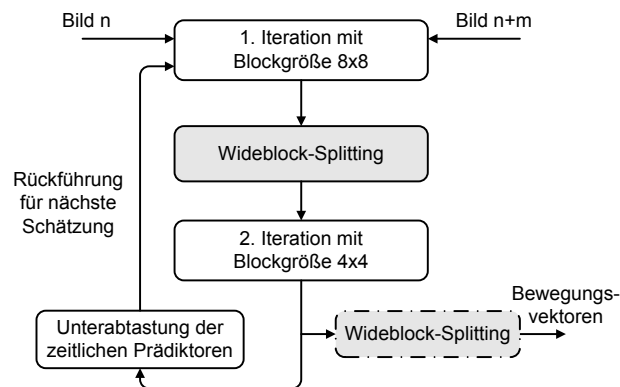 Bild n
Bild n+m
1. Iteration mit
Blockgröße 8x8
Wideblock-Splitting
Rückführung
für nächste
Schätzung
2. Iteration mit
Blockgröße 4x4
Unterabtastung der
zeitlichen Prädiktoren
Wideblock-Splitting
Bewegungs-
vektoren